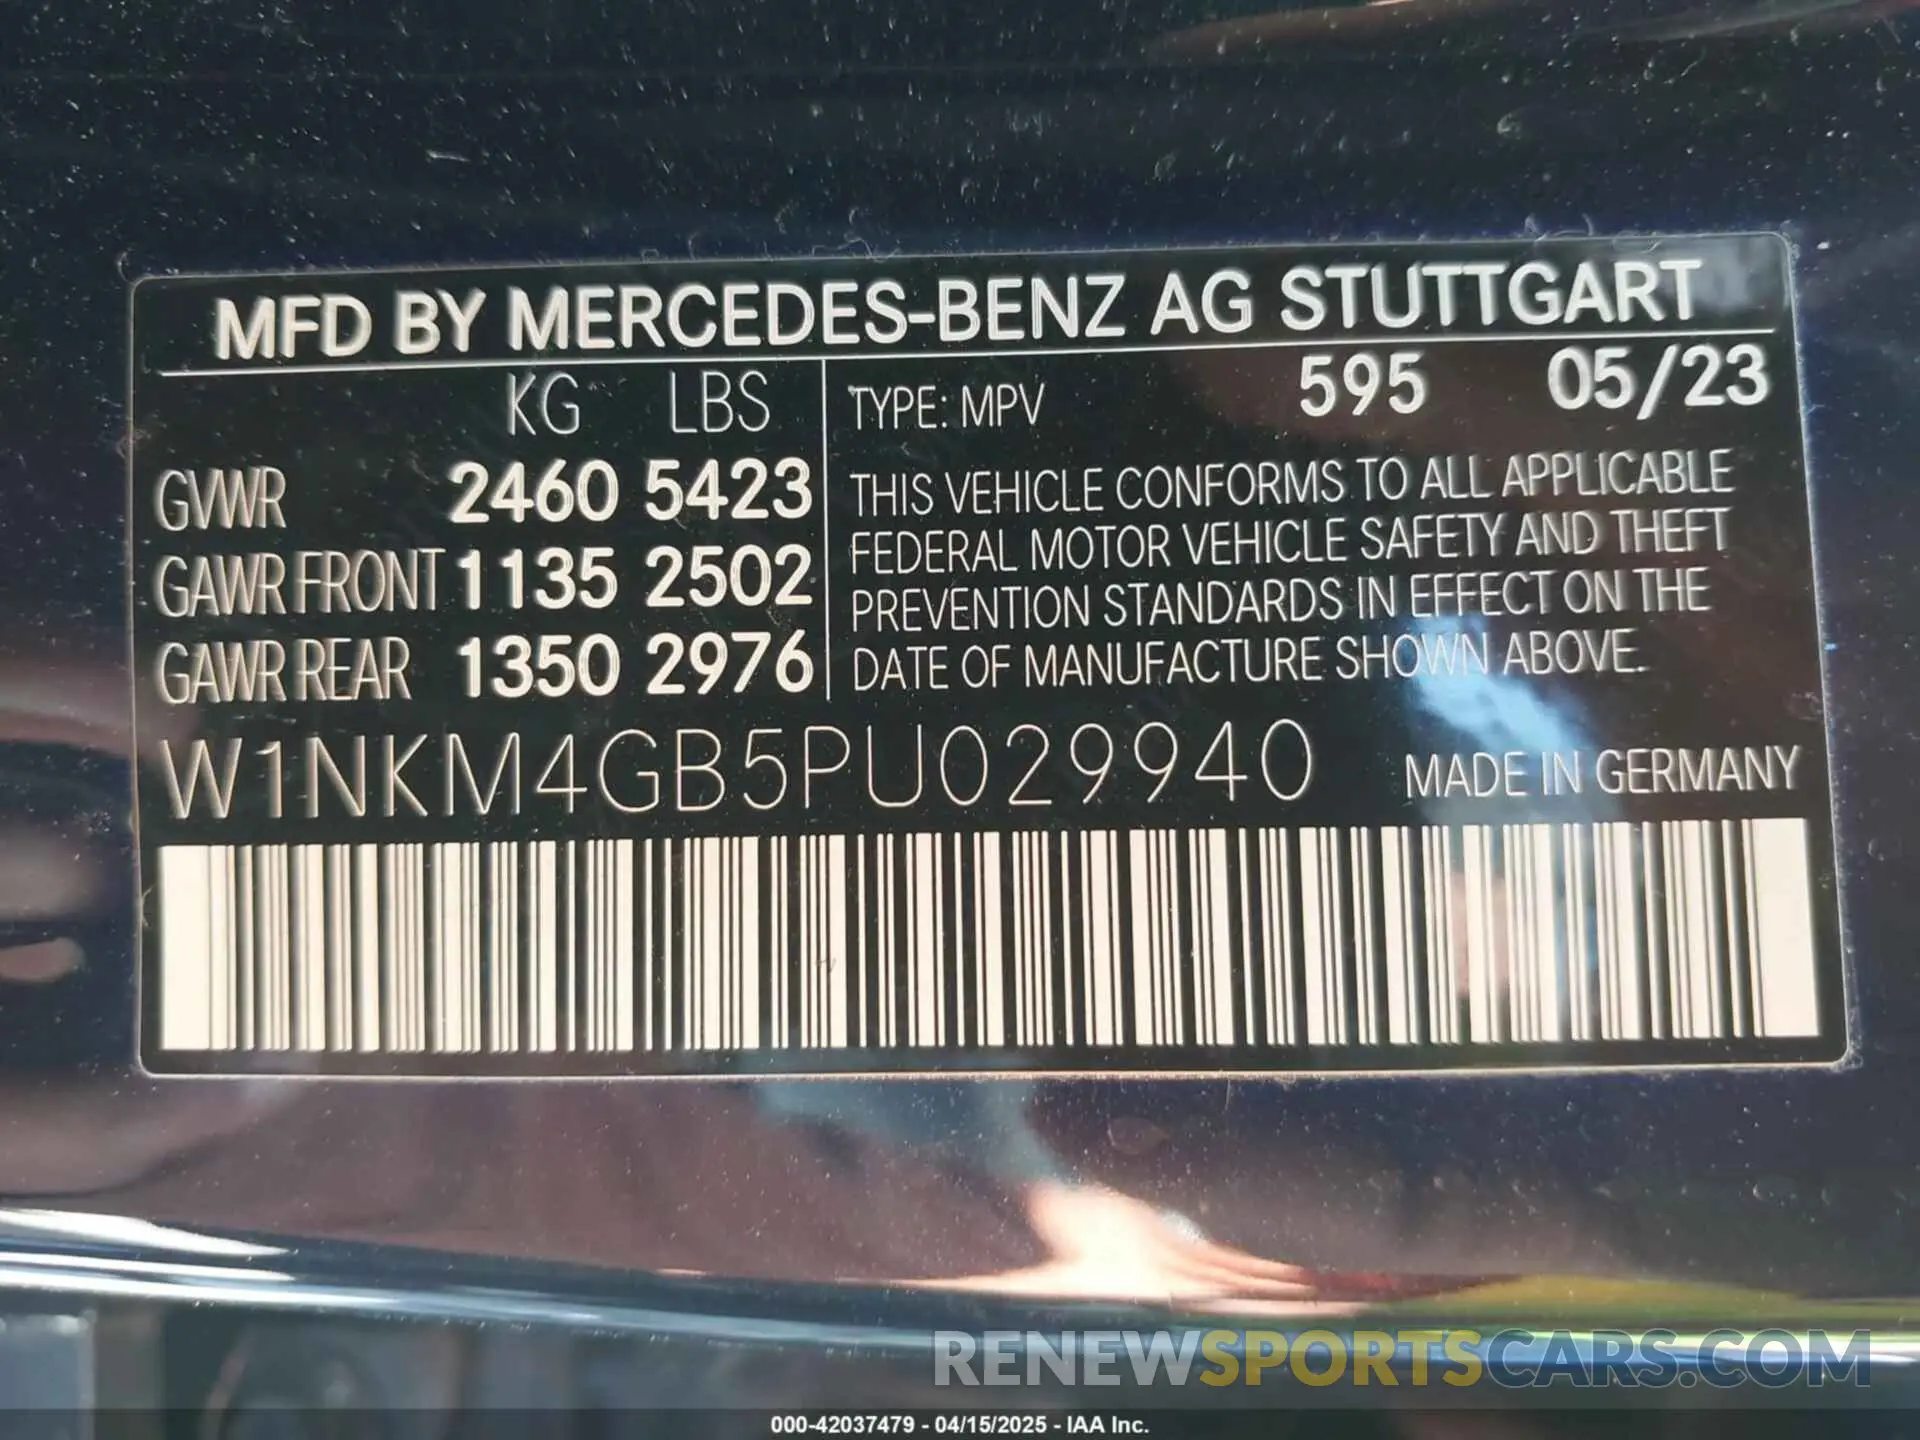 MFD BY MERCEDES-BENZ AG STUTTGART
KG LBS
GVWR 2460 5423
GAWR FRONT 1135 2502
GAWR REAR 1350 2976
TYPE: MPV 595 05/23
THIS VEHICLE CONFORMS TO ALL APPLICABLE
FEDERAL MOTOR VEHICLE SAFETY AND THEFT
PREVENTION STANDARDS IN EFFECT ON THE
DATE OF MANUFACTURE SHOWN ABOVE.
W1NKM4GB5PU029940 MADE IN GERMANY
RENEWSPORTSCARS.COM
000-42037479 - 04/15/2025 - IAA Inc.